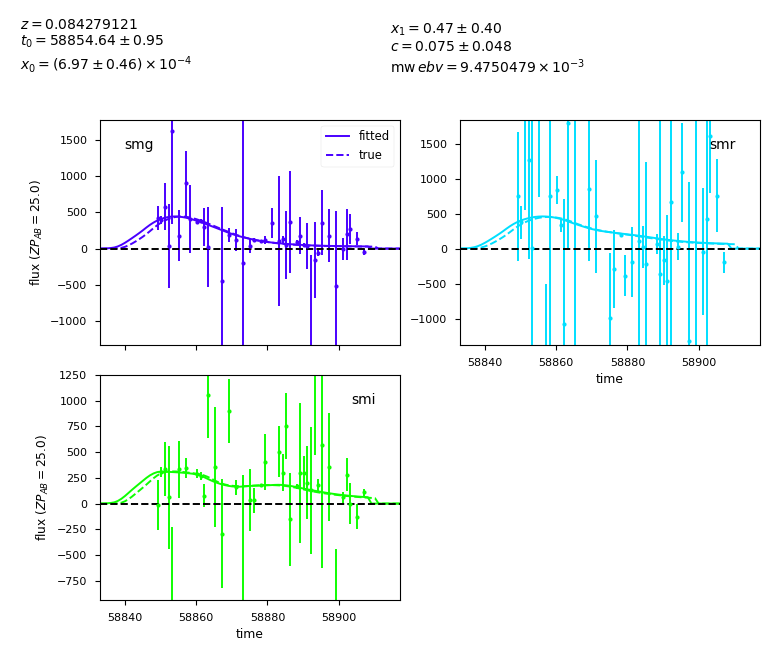 z = 0.084279121
t₀ = 58854.64 ± 0.95
x₀ = (6.97 ± 0.46) × 10⁻⁴
x₁ = 0.47 ± 0.40
c = 0.075 ± 0.048
mw ebv = 9.4750479 × 10⁻³
smg
fitted
true
1500
1000
500
0
−500
−1000
flux (ZP_AB = 25.0)
smr
1500
1000
500
0
−500
−1000
58840
58860
58880
58900
time
smi
1250
1000
750
500
250
0
−250
−500
−750
flux (ZP_AB = 25.0)
58840
58860
58880
58900
time